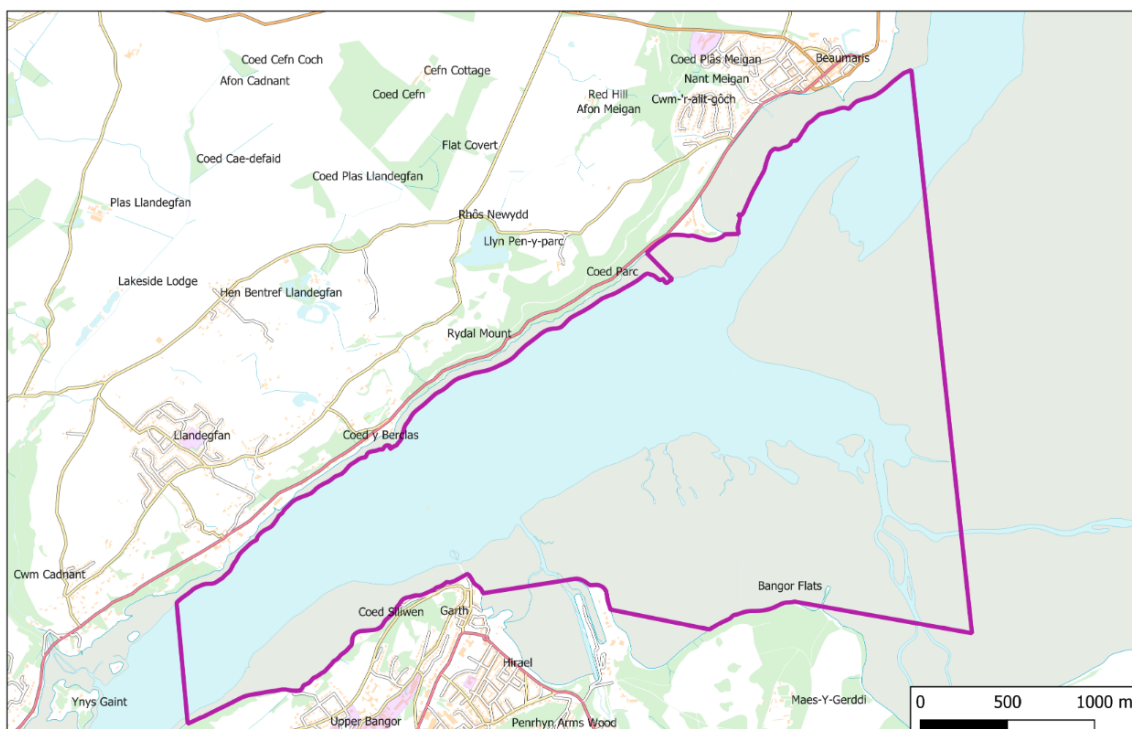 Coed Cefn Coch
Afon Cadnant
Cefn Cottage
Coed Cefn
Coed Plâs Meigan
Beaumaris
Nant Meigan
Red Hill
Afon Meigan
Cwm-'r-allt-gôch
Flat Covert
Coed Cae-defaid
Coed Plas Llandegfan
Plas Llandegfan
Rhôs Newydd
Llyn Pen-y-parc
Lakeside Lodge
Hen Bentref Llandegfan
Coed Parc
Rydal Mount
Llandegfan
Coed y Berclas
Cwm Cadnant
Bangor Flats
Coed Siliwen
Garth
Hirael
Ynys Gaint
Upper Bangor
Penrhyn Arms Wood
Maes-Y-Gerddi
0 500 1000 m